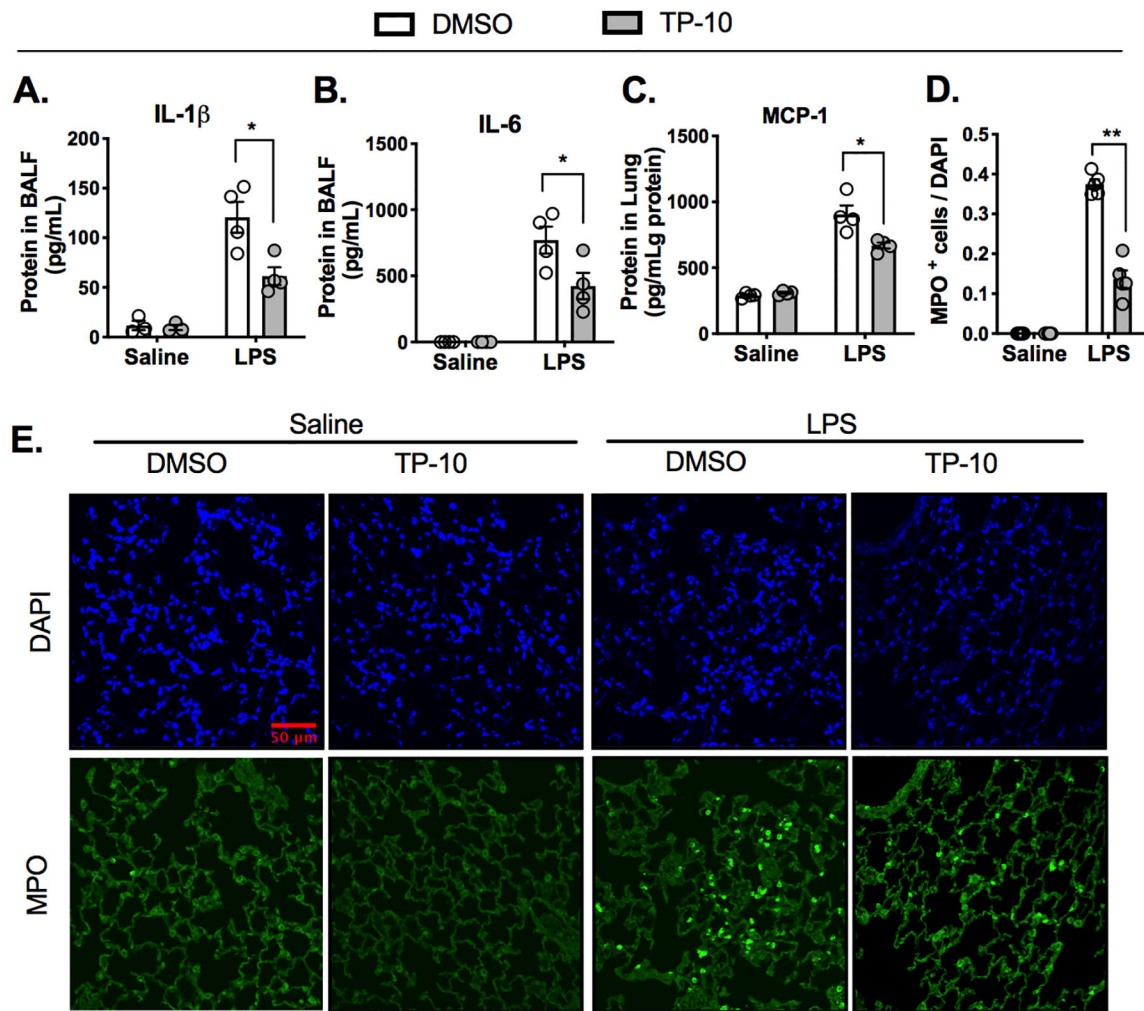 DMSO TP-10
A. B. C. D.
IL-1β
IL-6
MCP-1
Protein in BALF
(pg/mL)
200
150
100
50
0
*
Saline LPS
Protein in BALF
(pg/mL)
1500
1000
500
0
*
Saline LPS
Protein in Lung
(pg/mLg protein)
1500
1000
500
0
*
Saline LPS
MPO + cells / DAPI
0.5
0.4
0.3
0.2
0.1
0.0
**
Saline LPS
E.
Saline LPS
DMSO TP-10 DMSO TP-10
DAPI
50 μm
MPO